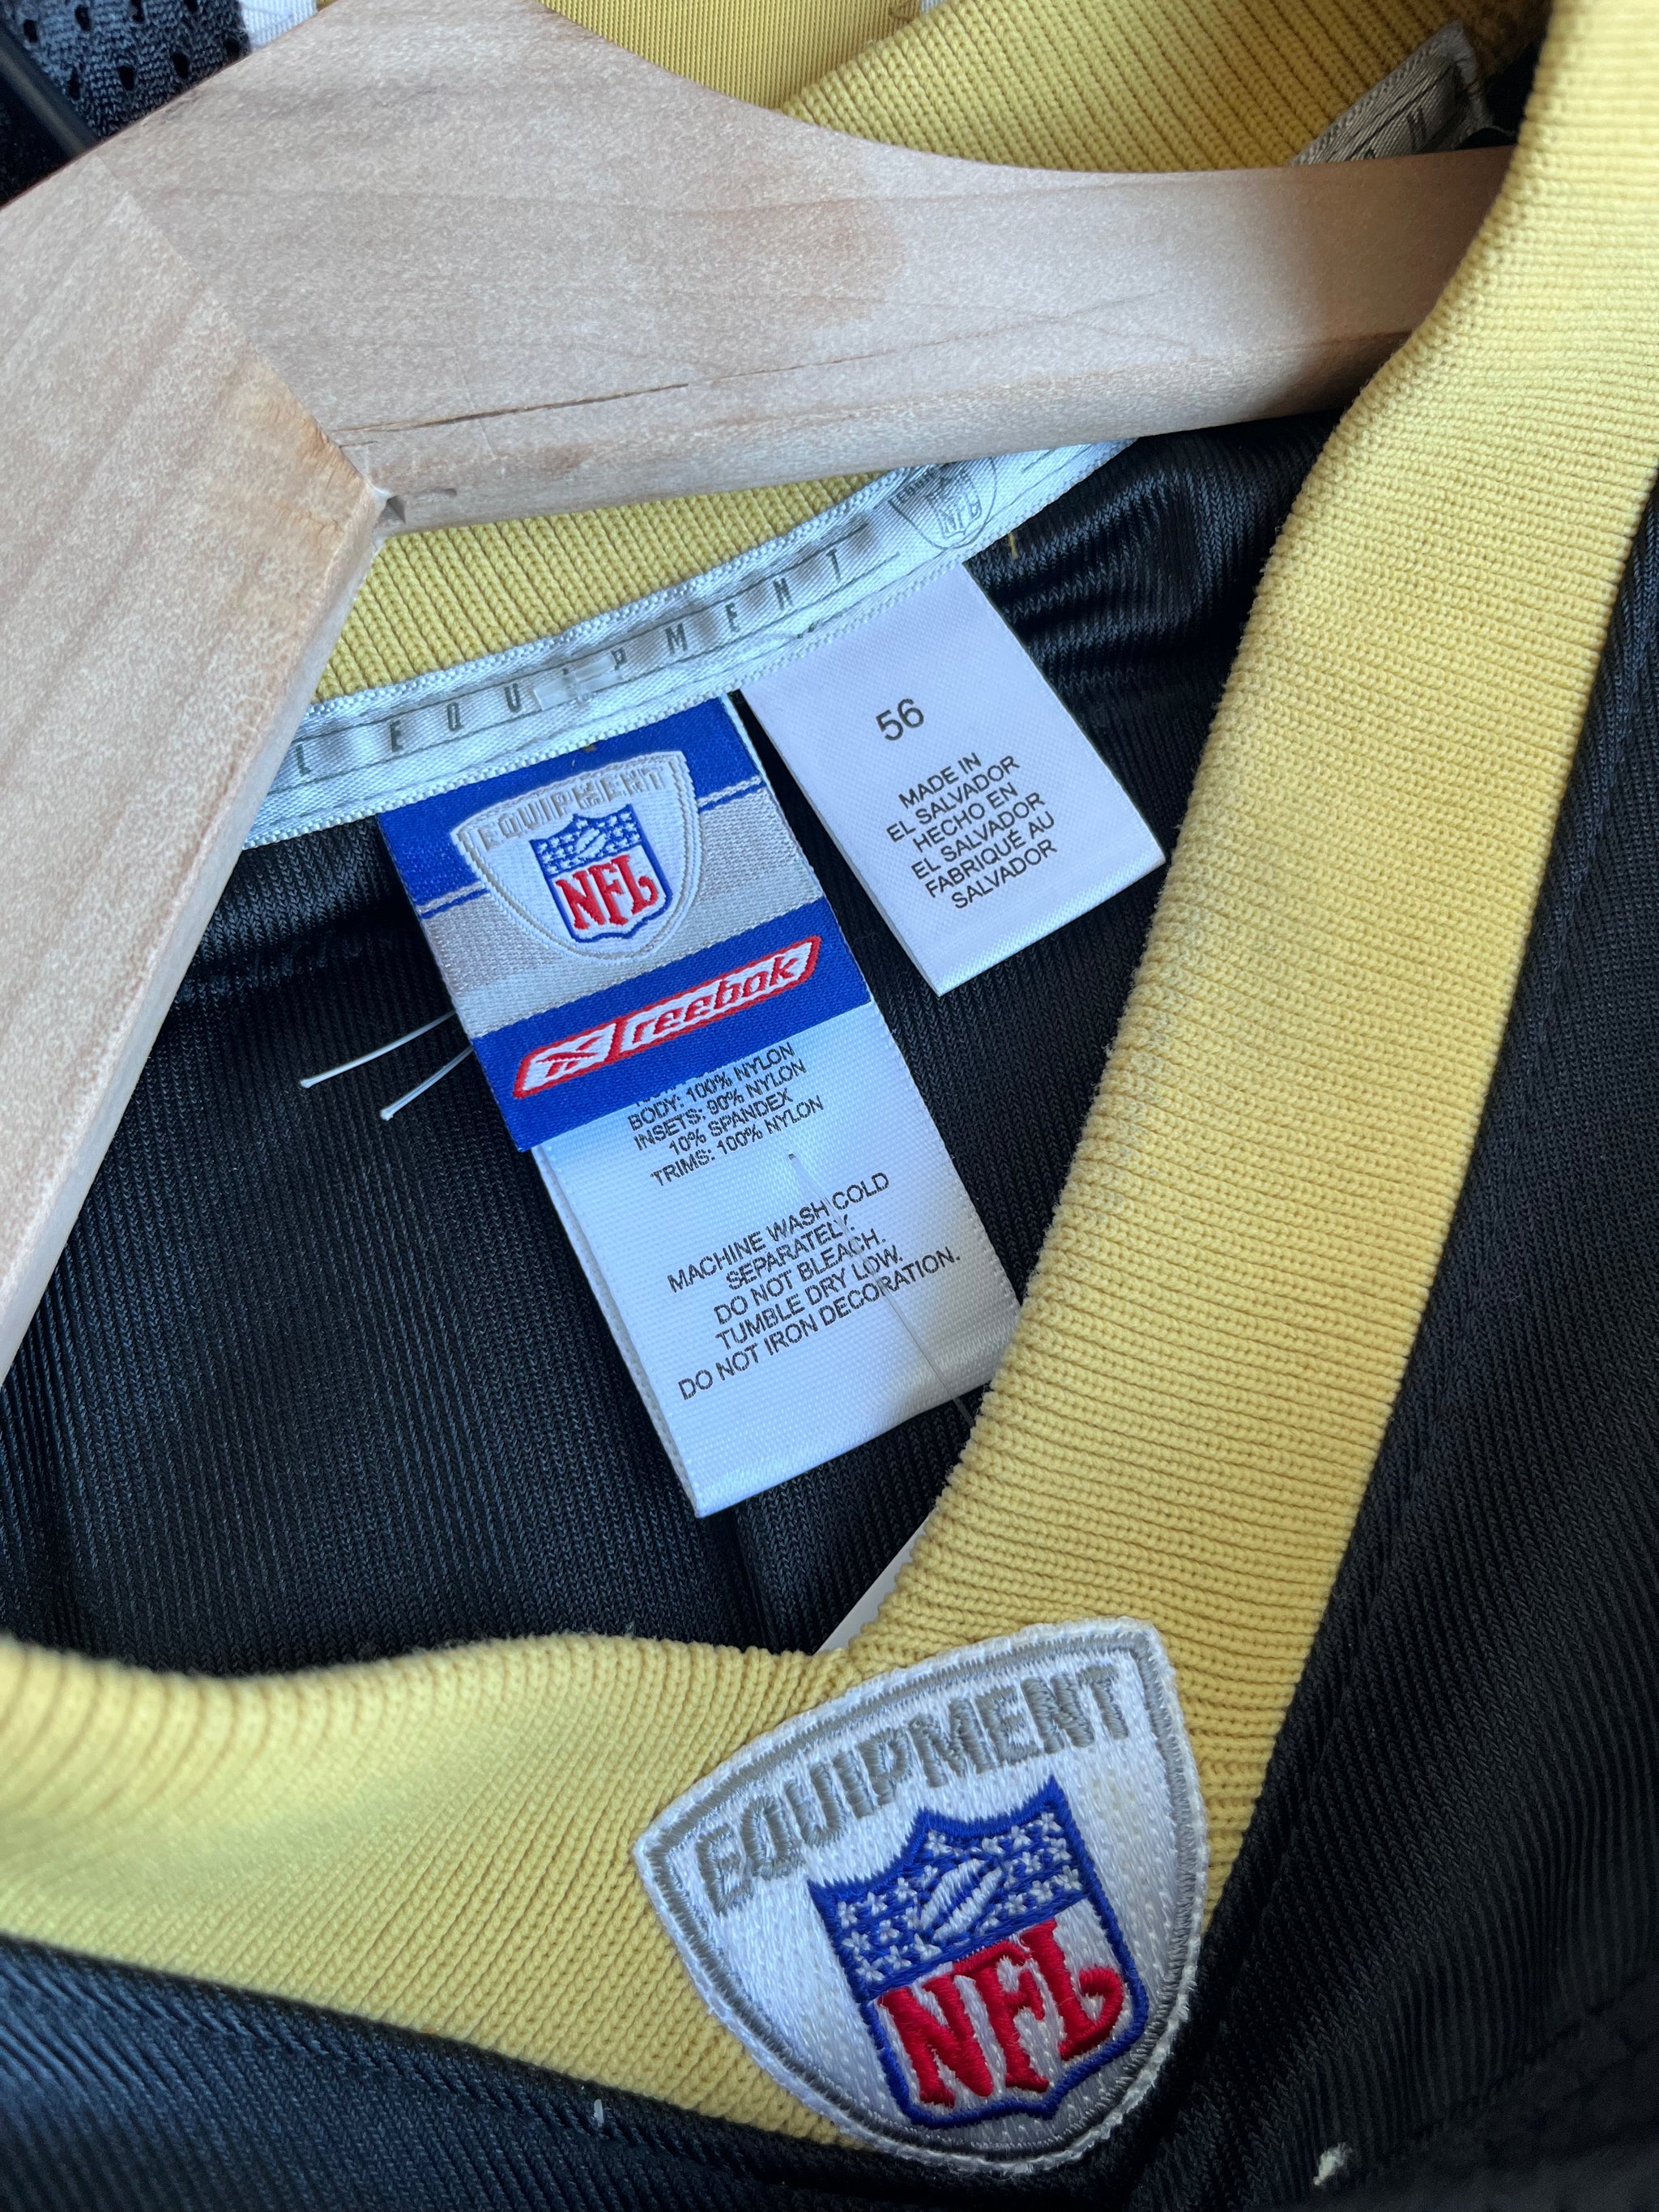 L EQUIPMENT
NFL
56
MADE IN
EL SALVADOR
HECHO EN
EL SALVADOR
FABRIQUÉ AU
SALVADOR
EQUIPMENT
NFL
Reebok
BODY: 100% NYLON
INSETS: 90% NYLON
10% SPANDEX
TRIMS: 100% NYLON
MACHINE WASH COLD
SEPARATELY.
DO NOT BLEACH.
TUMBLE DRY LOW.
DO NOT IRON DECORATION.
EQUIPMENT
NFL